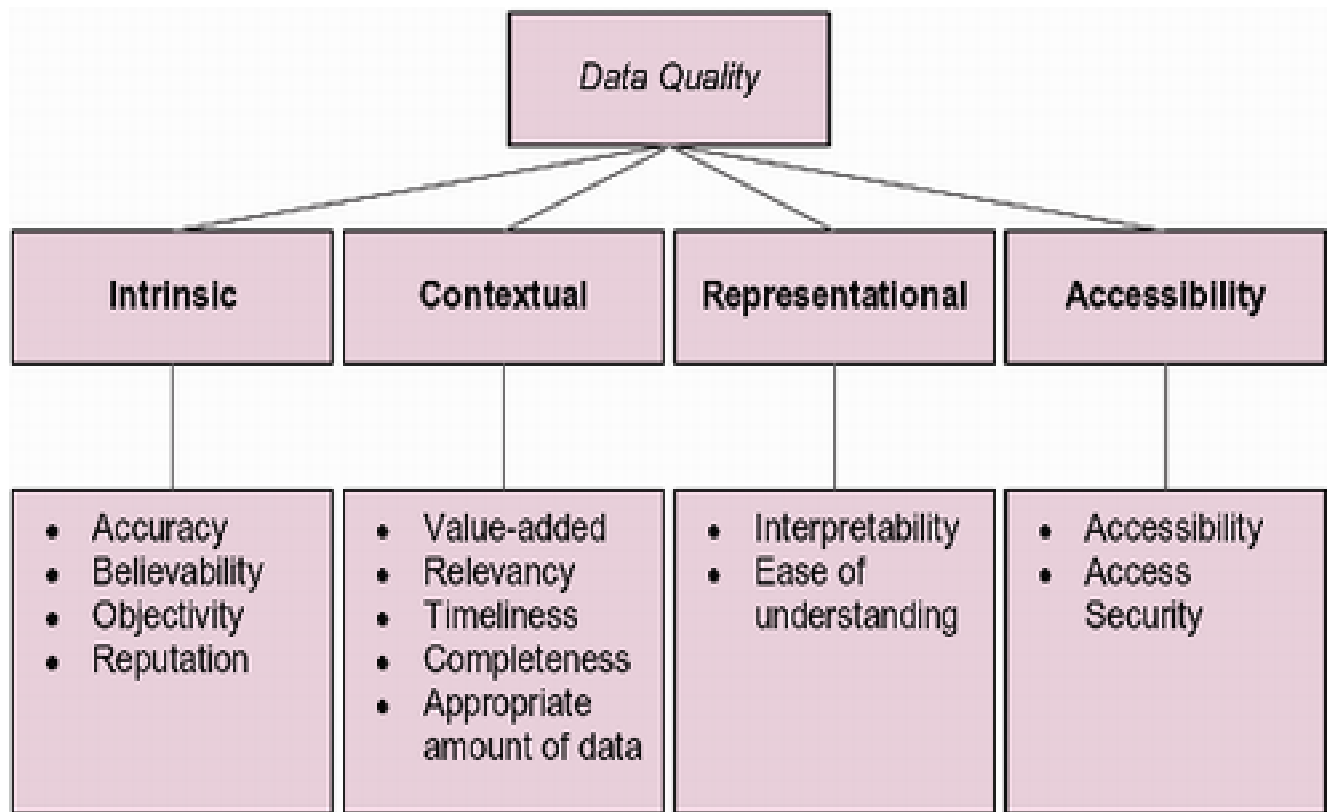 Data Quality
Intrinsic
Contextual
Representational
Accessibility
• Accuracy
• Believability
• Objectivity
• Reputation
• Value-added
• Relevancy
• Timeliness
• Completeness
• Appropriate
amount of data
• Interpretability
• Ease of
understanding
• Accessibility
• Access
Security